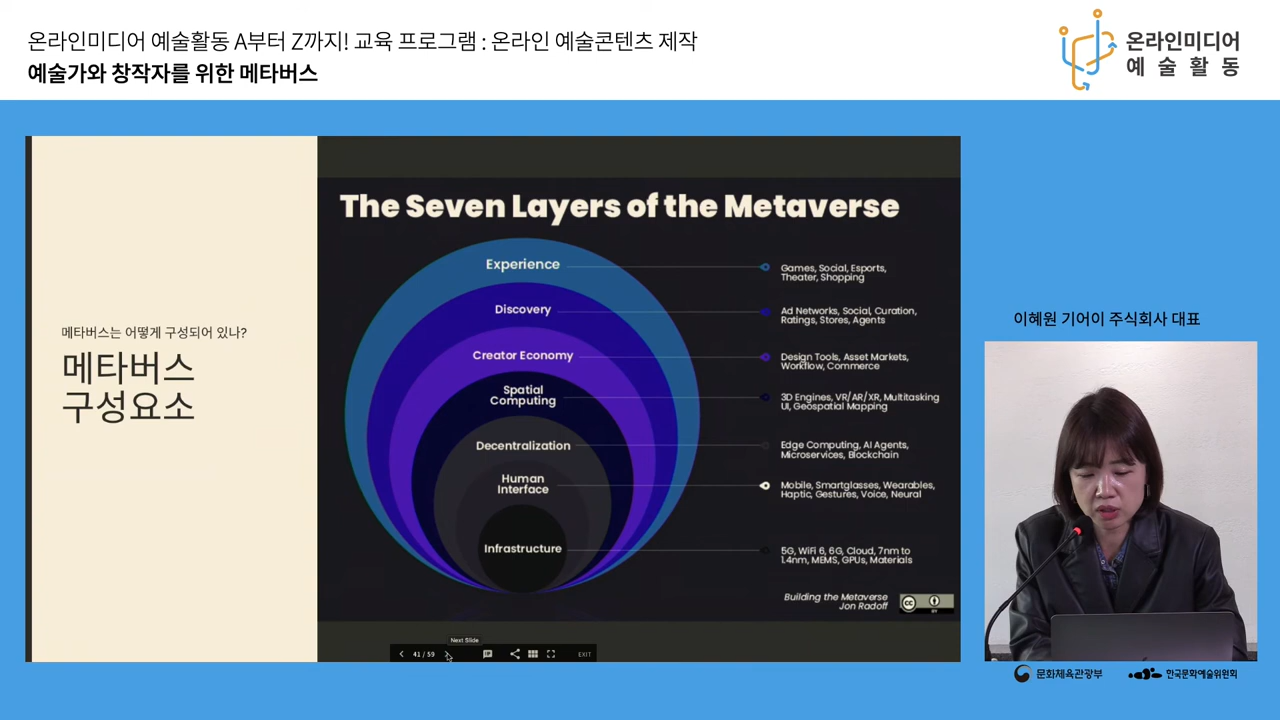 온라인미디어 예술활동 A부터 Z까지! 교육 프로그램 : 온라인 예술콘텐츠 제작
예술가와 창작자를 위한 메타버스
온라인미디어
예 술 활 동
메타버스는 어떻게 구성되어 있나?
메타버스
구성요소
The Seven Layers of the Metaverse
Experience
Games, Social, Esports,
Theater, Shopping
Discovery
Ad Networks, Social, Curation,
Ratings, Stores, Agents
Creator Economy
Design Tools, Asset Markets,
Workflow, Commerce
Spatial
Computing
3D Engines, VR/AR/XR, Multitasking
UI, Geospatial Mapping
Decentralization
Edge Computing, AI Agents,
Microservices, Blockchain
Human
Interface
Mobile, Smartglasses, Wearables,
Haptic, Gestures, Voice, Neural
Infrastructure
5G, WiFi 6, 6G, Cloud, 7nm to
1.4nm, MEMS, GPUs, Materials
Building the Metaverse
Jon Radoff
cc
BY
Next Slide
41 / 59
EXIT
이혜원 기어이 주식회사 대표
문화체육관광부
한국문화예술위원회